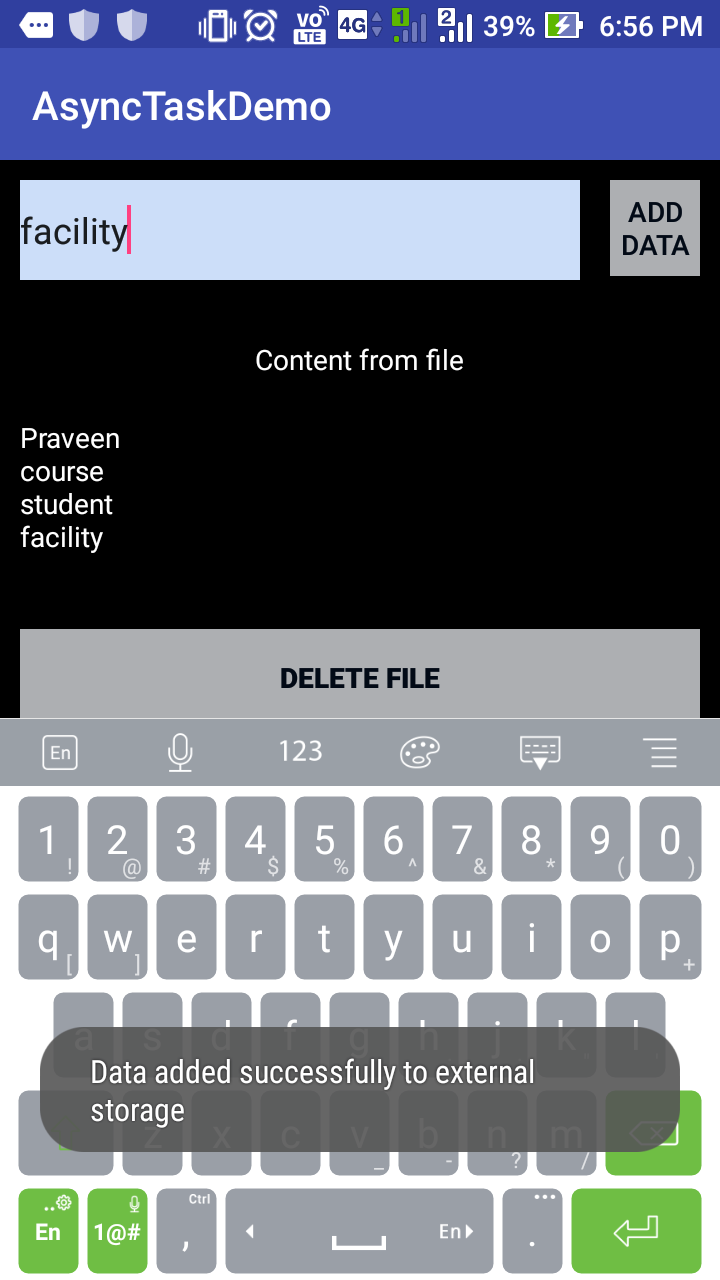 VO LTE 4G 1 2 39% 6:56 PM
AsyncTaskDemo
facility
ADD
DATA
Content from file
Praveen
course
student
facility
DELETE FILE
En 123
1 2 3 4 5 6 7 8 9 0
! @ # $ % ^ & * ( )
q w e r t y u i o p
[ ] +
a s d f g h j k l
Data added successfully to external
storage
z x c v b n m
_ - ? /
En 1@# Ctrl , En .